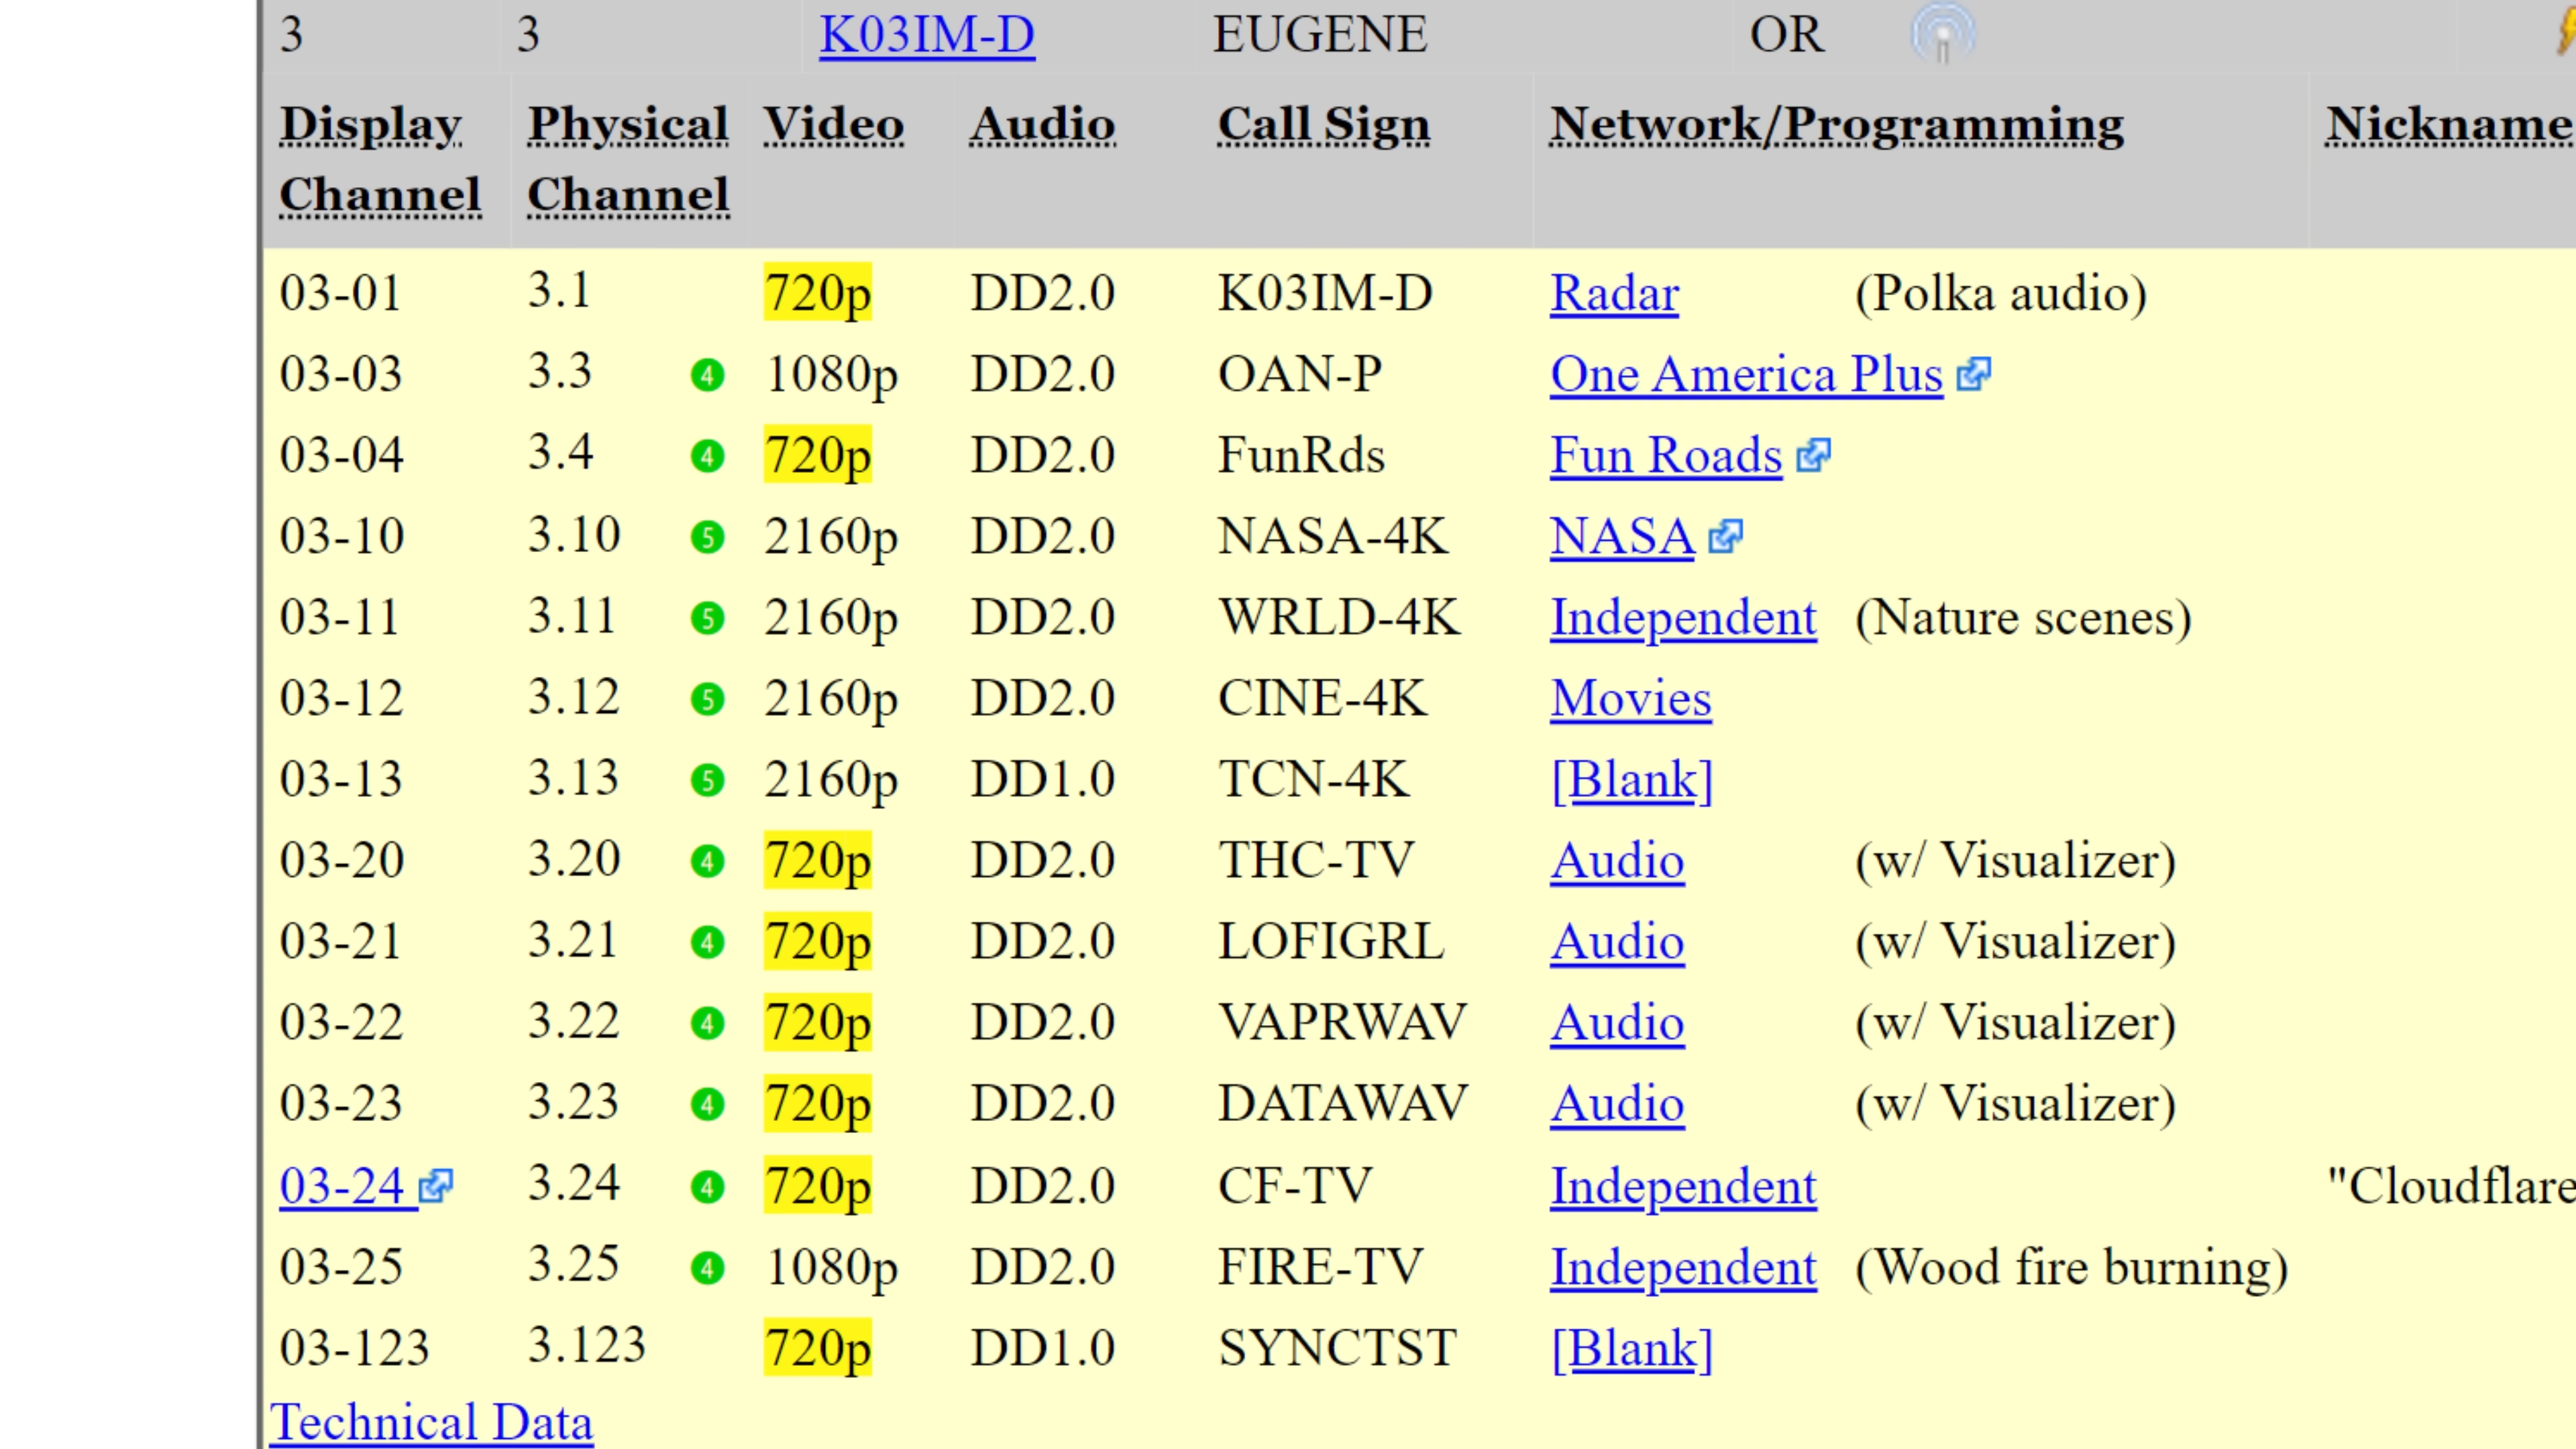 3 3 K03IM-D EUGENE OR
Display Channel Physical Channel Video Audio Call Sign Network/Programming Nickname
03-01 3.1 720p DD2.0 K03IM-D Radar (Polka audio)
03-03 3.3 4 1080p DD2.0 OAN-P One America Plus
03-04 3.4 4 720p DD2.0 FunRds Fun Roads
03-10 3.10 5 2160p DD2.0 NASA-4K NASA
03-11 3.11 5 2160p DD2.0 WRLD-4K Independent (Nature scenes)
03-12 3.12 5 2160p DD2.0 CINE-4K Movies
03-13 3.13 5 2160p DD1.0 TCN-4K [Blank]
03-20 3.20 4 720p DD2.0 THC-TV Audio (w/ Visualizer)
03-21 3.21 4 720p DD2.0 LOFIGRL Audio (w/ Visualizer)
03-22 3.22 4 720p DD2.0 VAPRWAV Audio (w/ Visualizer)
03-23 3.23 4 720p DD2.0 DATAWAV Audio (w/ Visualizer)
03-24 3.24 4 720p DD2.0 CF-TV Independent "Cloudflare
03-25 3.25 4 1080p DD2.0 FIRE-TV Independent (Wood fire burning)
03-123 3.123 720p DD1.0 SYNCTST [Blank]
Technical Data